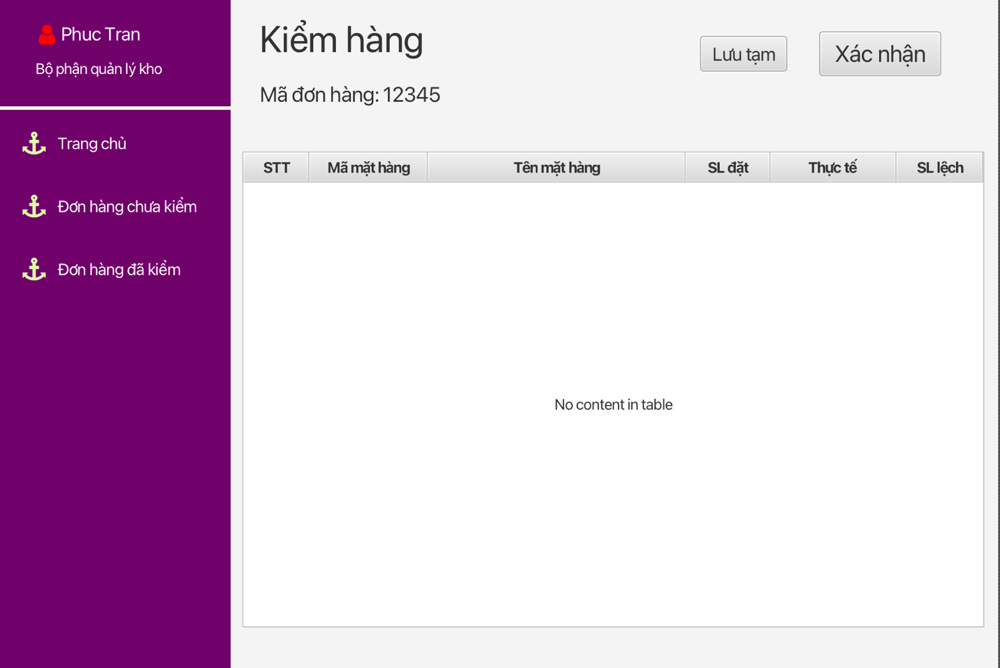 Phuc Tran
Bộ phận quản lý kho
Trang chủ
Đơn hàng chưa kiểm
Đơn hàng đã kiểm
Kiểm hàng
Lưu tạm
Xác nhận
Mã đơn hàng: 12345
STT Mã mặt hàng Tên mặt hàng SL đặt Thực tế SL lệch
No content in table